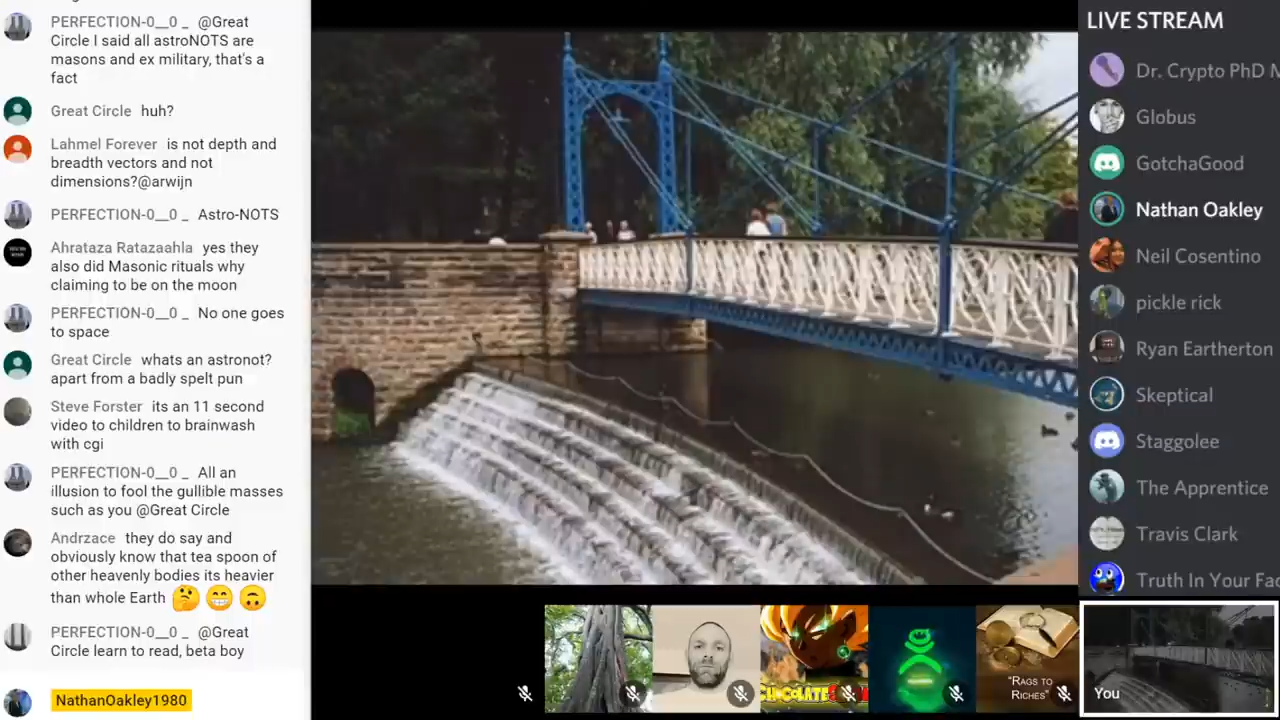 PERFECTION-0__0 _ @Great
Circle I said all astroNOTS are
masons and ex military, that's a
fact
Great Circle huh?
Lahmel Forever is not depth and
breadth vectors and not
dimensions?@arwijn
PERFECTION-0__0 _ Astro-NOTS
Ahrataza Ratazaahla yes they
also did Masonic rituals why
claiming to be on the moon
PERFECTION-0__0 _ No one goes
to space
Great Circle whats an astronot?
apart from a badly spelt pun
Steve Forster its an 11 second
video to children to brainwash
with cgi
PERFECTION-0__0 _ All an
illusion to fool the gullible masses
such as you @Great Circle
Andrzace they do say and
obviously know that tea spoon of
other heavenly bodies its heavier
than whole Earth 🤔 😁 🙃
PERFECTION-0__0 _ @Great
Circle learn to read, beta boy
NathanOakley1980
"RAGS TO
RICHES"
You
LIVE STREAM
Dr. Crypto PhD M
Globus
GotchaGood
Nathan Oakley
Neil Cosentino
pickle rick
Ryan Eartherton
Skeptical
Staggolee
The Apprentice
Travis Clark
Truth In Your Fac